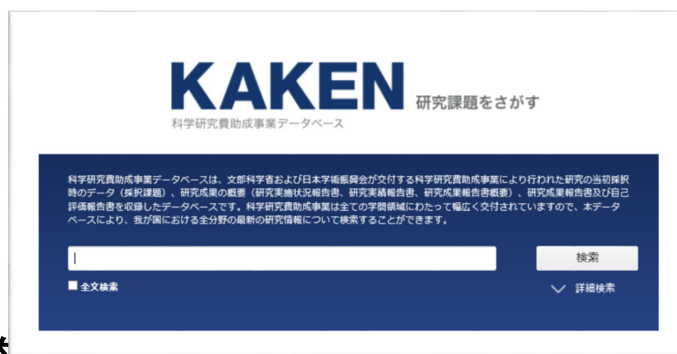 KAKEN 研究課題をさがす
科学研究費助成事業データベース
科学研究費助成事業データベースは、文部科学省および日本学術振興会が交付する科学研究費助成事業により行われた研究の当初採択
時のデータ（採択課題）、研究成果の概要（研究実施状況報告書、研究実績報告書、研究成果報告書概要）、研究成果報告書及び自己
評価報告書を収録したデータベースです。科学研究費助成事業は全ての学問領域にわたって幅広く交付されていますので、本データ
ベースにより、我が国における全分野の最新の研究情報について検索することができます。
検索
全文検索
詳細検索